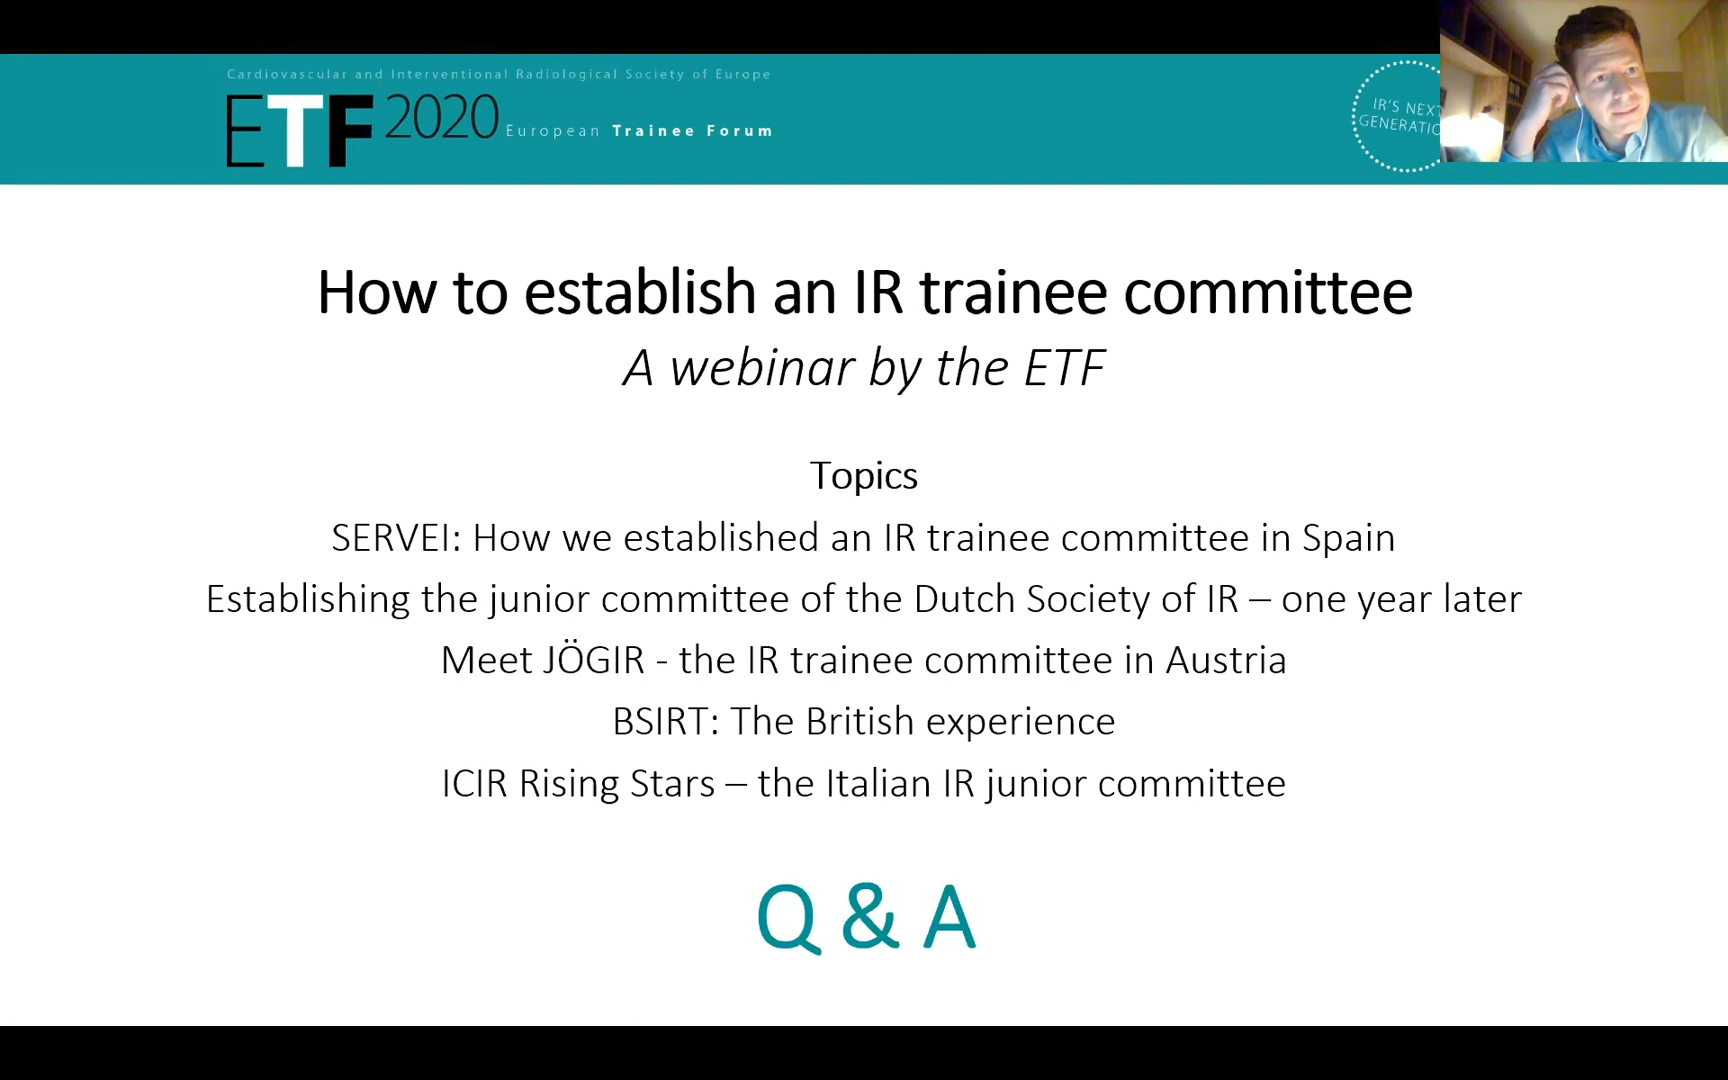 Cardiovascular and Interventional Radiological Society of Europe
ETF 2020 European Trainee Forum
IR'S NEXT
How to establish an IR trainee committee
A webinar by the ETF
Topics
SERVEI: How we established an IR trainee committee in Spain
Establishing the junior committee of the Dutch Society of IR – one year later
Meet JÖGIR - the IR trainee committee in Austria
BSIRT: The British experience
ICIR Rising Stars – the Italian IR junior committee
Q & A